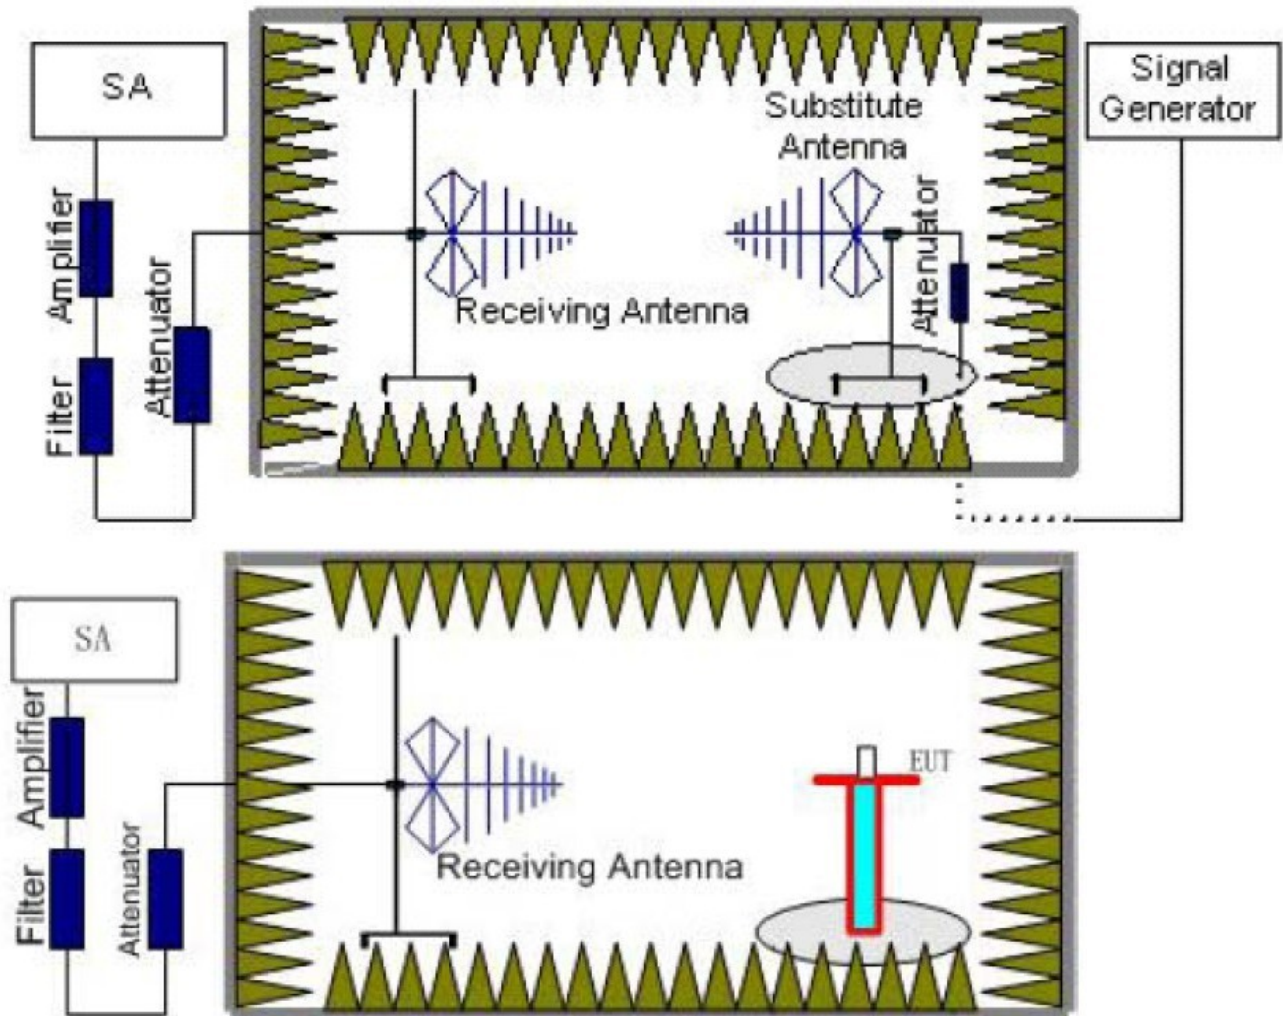 SA
Signal
Generator
Substitute
Antenna
Amplifier
Attenuator
Attenuator
Receiving Antenna
Filter
SA
Amplifier
EUT
Receiving Antenna
Filter
Attenuator